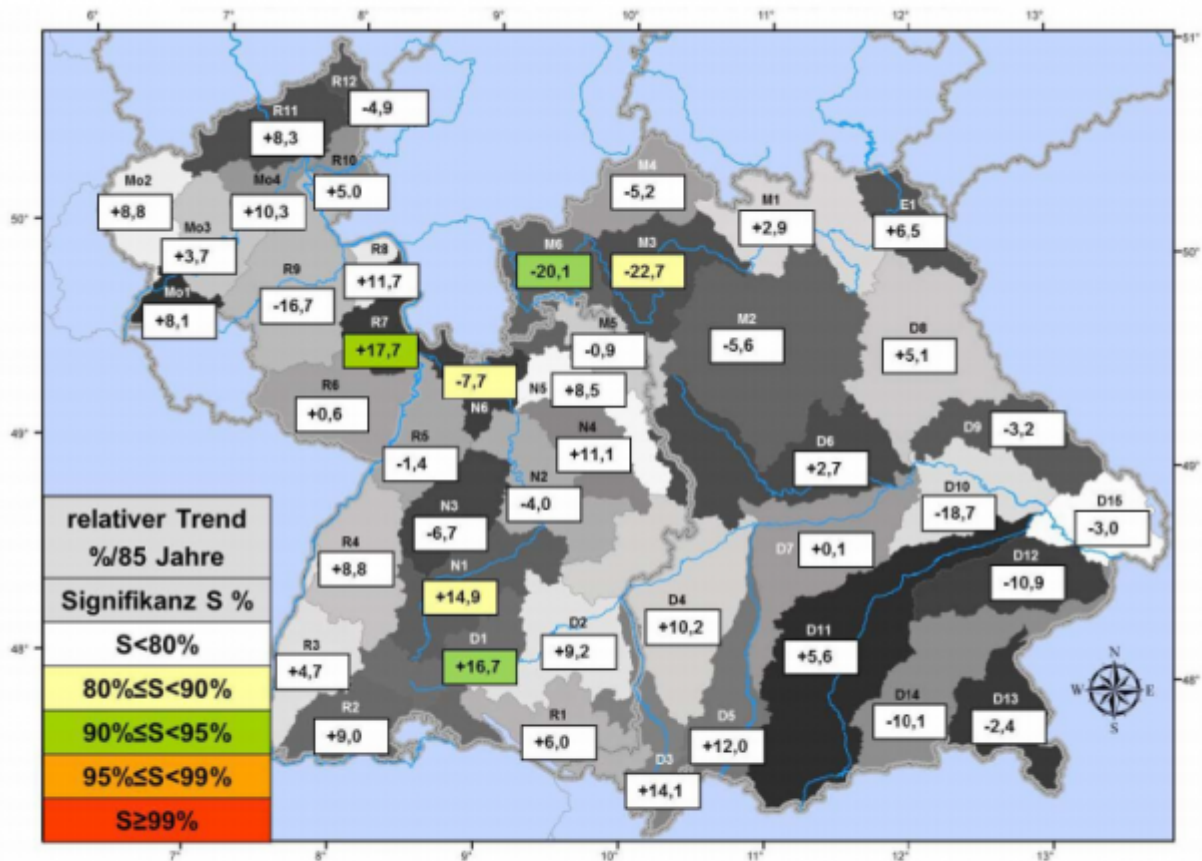 6° 7° 8° 9° 10° 11° 12° 13°
51° 51°
R12
-4,9
R11
+8,3
R10
+5.0
Mo2
+8,8
Mo4
+10,3
Mo3
+3,7
Mo1
+8,1
R9
-16,7
R8
+11,7
R7
+17,7
R6
+0,6
R5
-1,4
M4
-5,2
M1
+2,9
E1
+6,5
M6
-20,1
M3
-22,7
M5
-0,9
M2
-5,6
D8
+5,1
50° 50°
-7,7
N6
N5
+8,5
N4
+11,1
N2
-4,0
N3
-6,7
N1
+14,9
D6
+2,7
D9
-3,2
D10
-18,7
D15
-3,0
D7
+0,1
D12
-10,9
49° 49°
R4
+8,8
R3
+4,7
R2
+9,0
D1
+16,7
D2
+9,2
R1
+6,0
D4
+10,2
D3
+14,1
D5
+12,0
D11
+5,6
D14
-10,1
D13
-2,4
48° 48°
N
W E
S
relativer Trend
%/85 Jahre
Signifikanz S %
S<80%
80%≤S<90%
90%≤S<95%
95%≤S<99%
S≥99%
7° 8° 9° 10° 11° 12° 13°